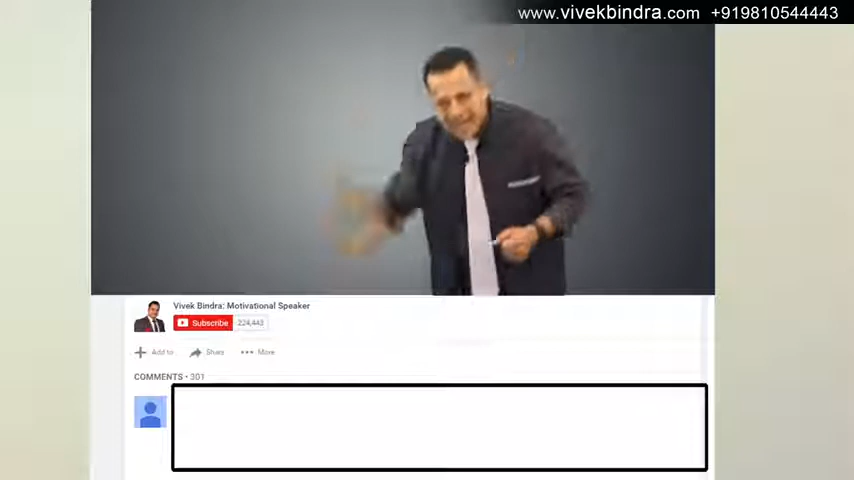 www.vivekbindra.com +919810544443
Vivek Bindra: Motivational Speaker
Subscribe 224,443
Add to Share More
COMMENTS • 301